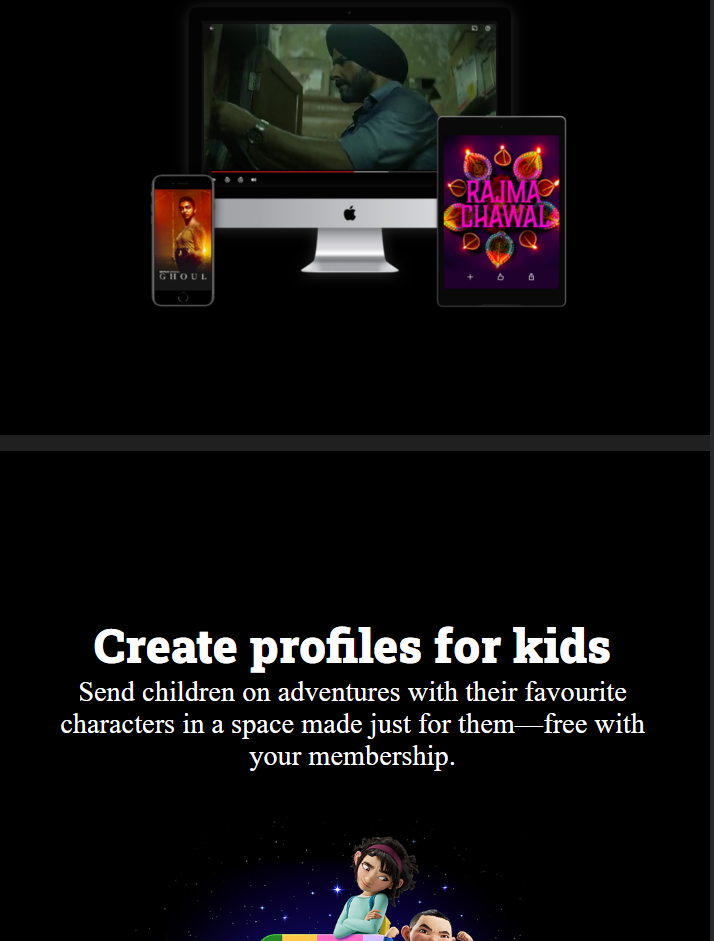 RAJMA
CHAWAL
GHOUL
Create profiles for kids
Send children on adventures with their favourite
characters in a space made just for them—free with
your membership.